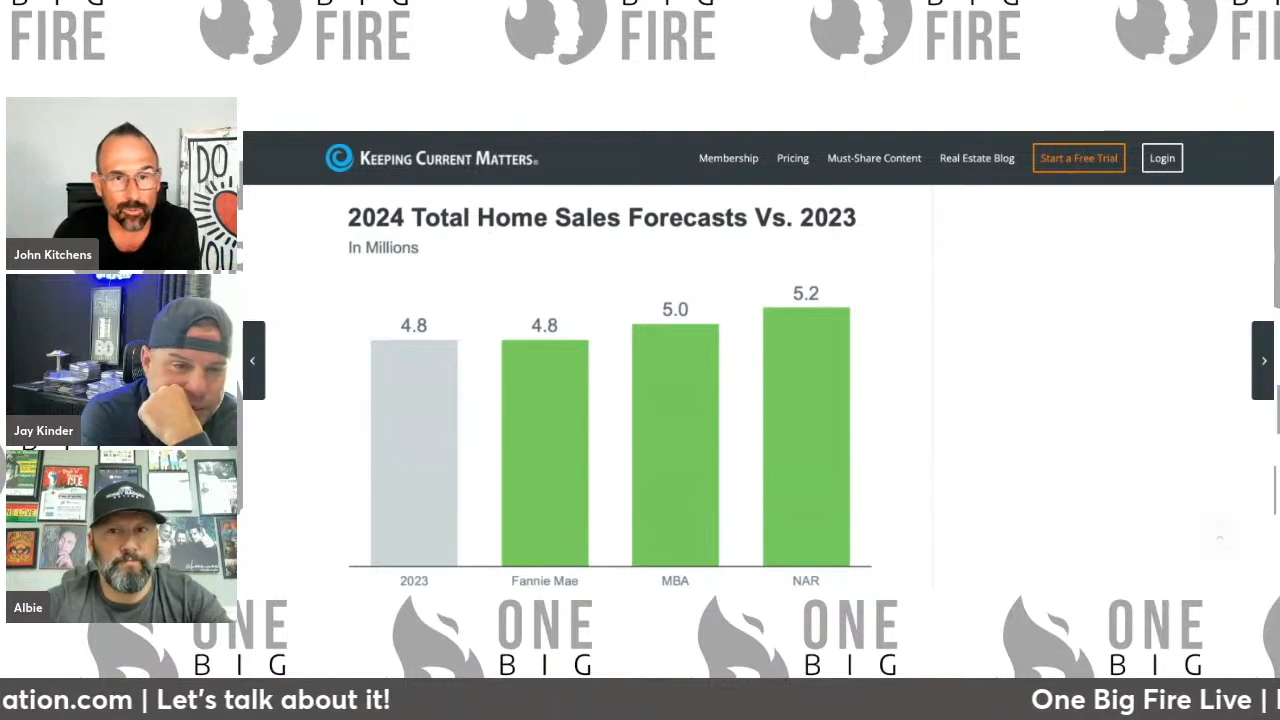 FIRE
FIRE
FIRE
FIRE
FI
DO
YOU
John Kitchens
Jay Kinder
Albie
KEEPING CURRENT MATTERS®
Membership
Pricing
Must-Share Content
Real Estate Blog
Start a Free Trial
Login
2024 Total Home Sales Forecasts Vs. 2023
In Millions
4.8
4.8
5.0
5.2
2023
Fannie Mae
MBA
NAR
ONE
BIG
ONE
BIG
ONE
BIG
ONE
BIG
ation.com | Let's talk about it!
One Big Fire Live |